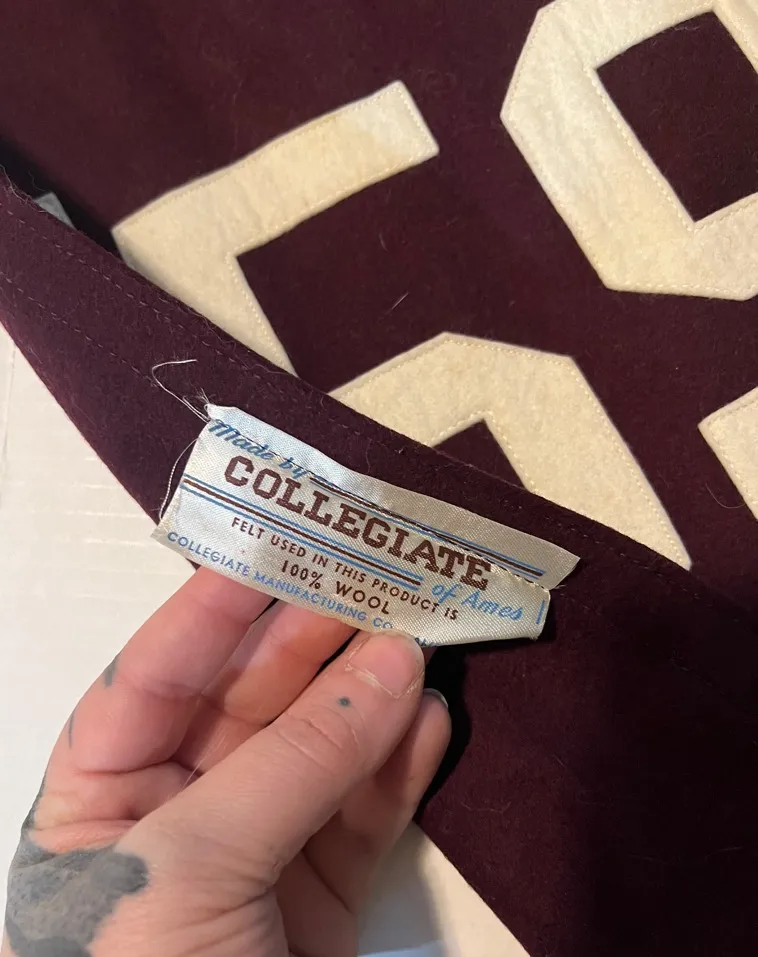 Made by
COLLEGIATE
of Ames
FELT USED IN THIS PRODUCT IS
100% WOOL
COLLEGIATE MANUFACTURING CO